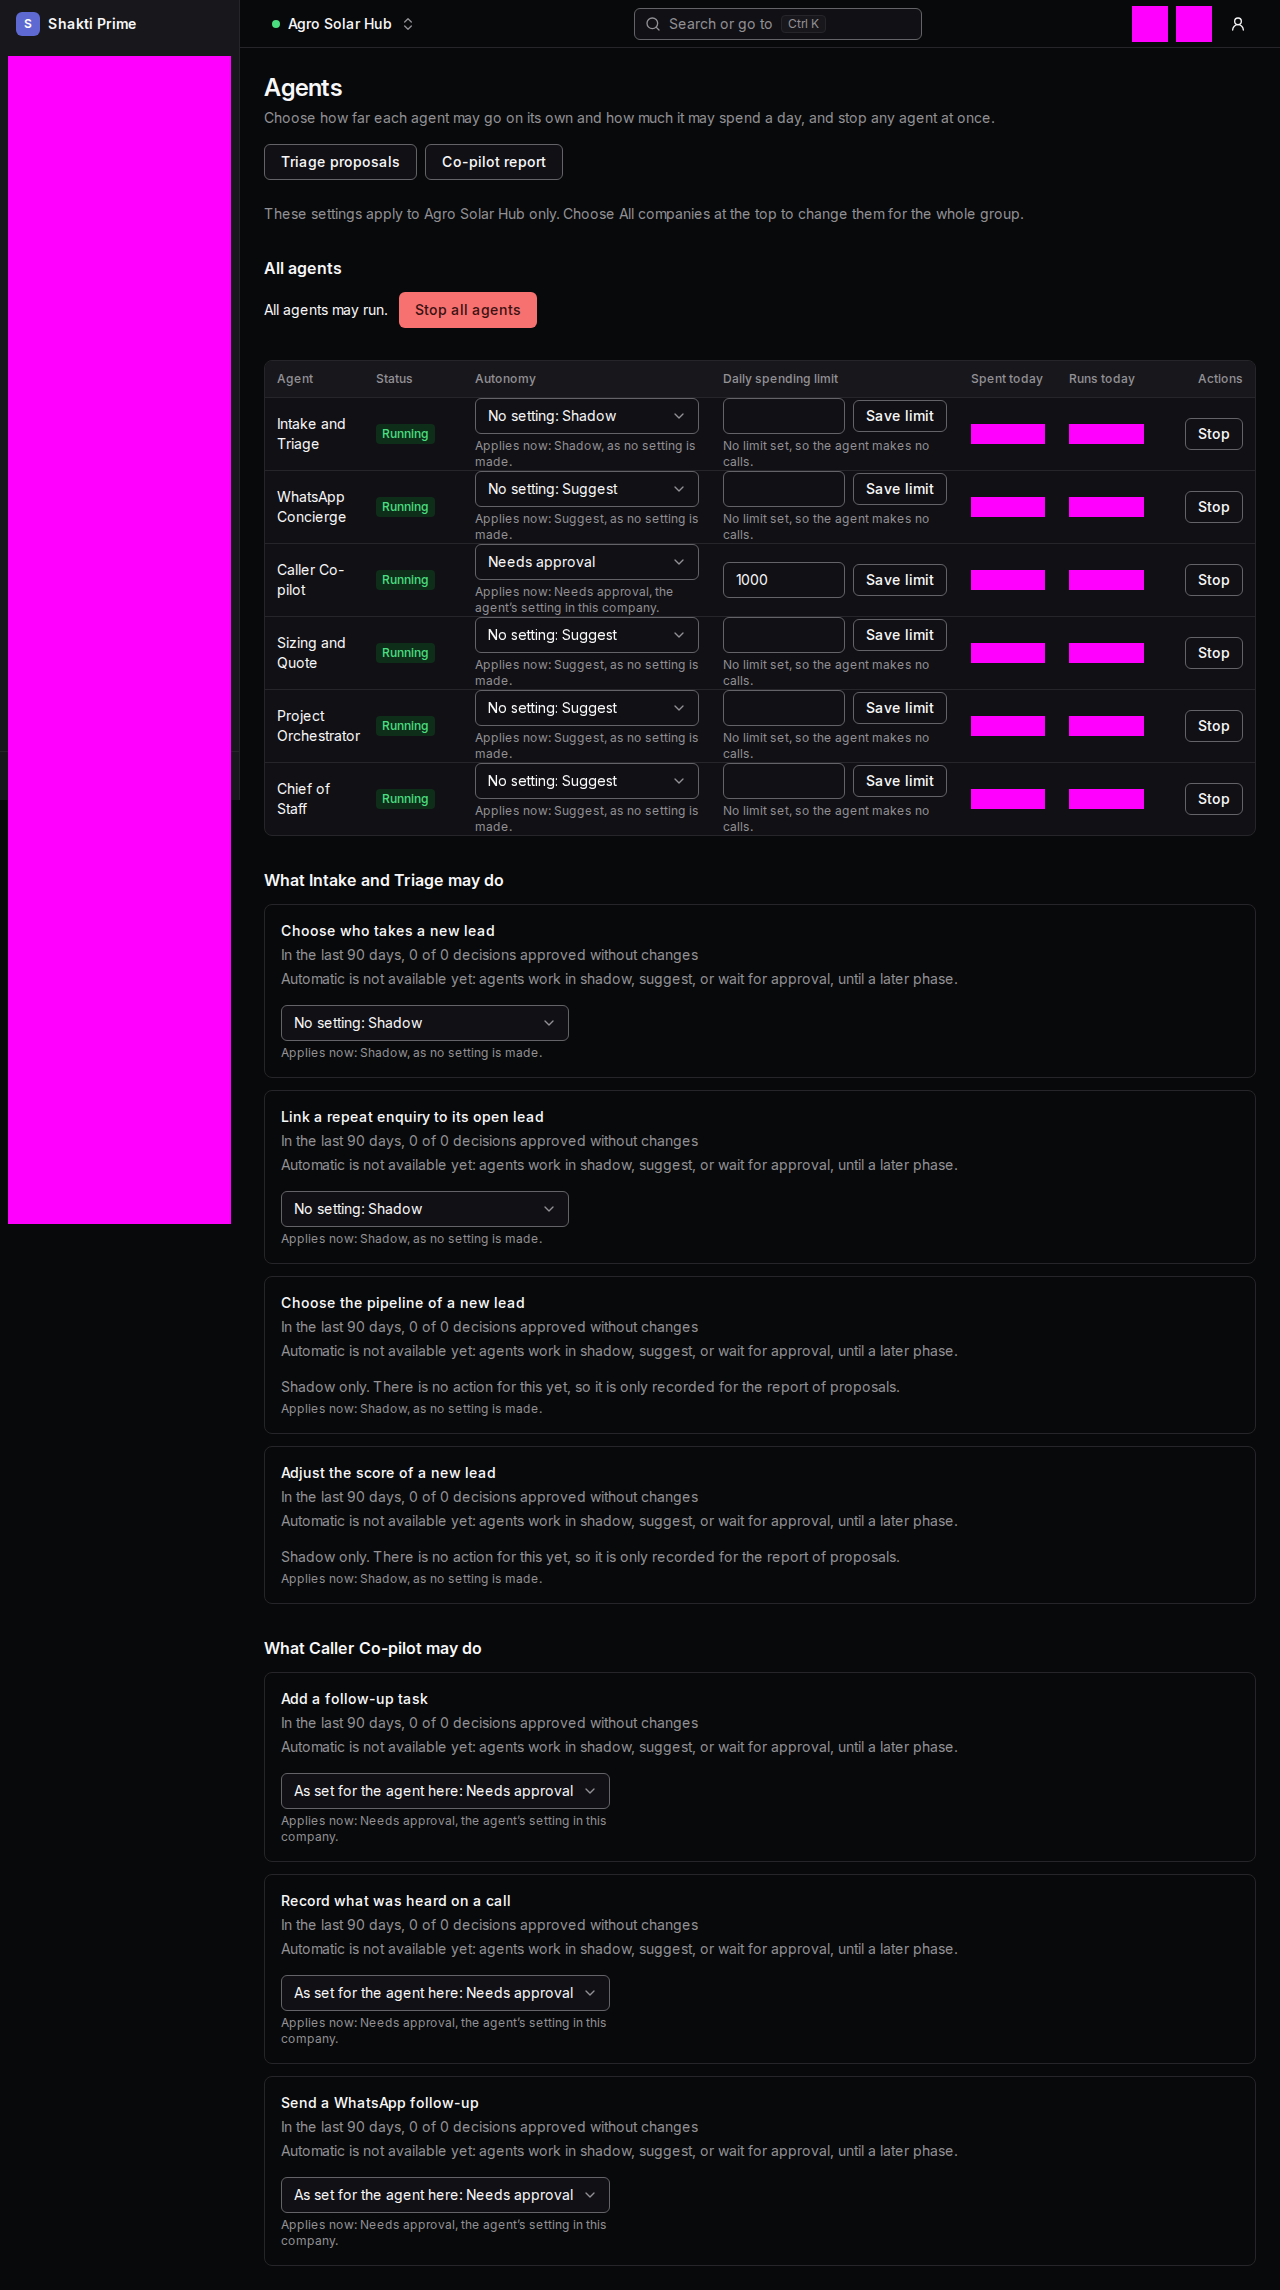 S Shakti Prime
Agro Solar Hub
Search or go to Ctrl K
Agents
Choose how far each agent may go on its own and how much it may spend a day, and stop any agent at once.
Triage proposals Co-pilot report
These settings apply to Agro Solar Hub only. Choose All companies at the top to change them for the whole group.
All agents
All agents may run. Stop all agents
Agent Status Autonomy Daily spending limit Spent today Runs today Actions
Intake and Triage Running No setting: Shadow Save limit Stop
Applies now: Shadow, as no setting is made.
No limit set, so the agent makes no calls.
WhatsApp Concierge Running No setting: Suggest Save limit Stop
Applies now: Suggest, as no setting is made.
No limit set, so the agent makes no calls.
Caller Co-pilot Running Needs approval 1000 Save limit Stop
Applies now: Needs approval, the agent's setting in this company.
Sizing and Quote Running No setting: Suggest Save limit Stop
Applies now: Suggest, as no setting is made.
No limit set, so the agent makes no calls.
Project Orchestrator Running No setting: Suggest Save limit Stop
Applies now: Suggest, as no setting is made.
No limit set, so the agent makes no calls.
Chief of Staff Running No setting: Suggest Save limit Stop
Applies now: Suggest, as no setting is made.
No limit set, so the agent makes no calls.
What Intake and Triage may do
Choose who takes a new lead
In the last 90 days, 0 of 0 decisions approved without changes
Automatic is not available yet: agents work in shadow, suggest, or wait for approval, until a later phase.
No setting: Shadow
Applies now: Shadow, as no setting is made.
Link a repeat enquiry to its open lead
In the last 90 days, 0 of 0 decisions approved without changes
Automatic is not available yet: agents work in shadow, suggest, or wait for approval, until a later phase.
No setting: Shadow
Applies now: Shadow, as no setting is made.
Choose the pipeline of a new lead
In the last 90 days, 0 of 0 decisions approved without changes
Automatic is not available yet: agents work in shadow, suggest, or wait for approval, until a later phase.
Shadow only. There is no action for this yet, so it is only recorded for the report of proposals.
Applies now: Shadow, as no setting is made.
Adjust the score of a new lead
In the last 90 days, 0 of 0 decisions approved without changes
Automatic is not available yet: agents work in shadow, suggest, or wait for approval, until a later phase.
Shadow only. There is no action for this yet, so it is only recorded for the report of proposals.
Applies now: Shadow, as no setting is made.
What Caller Co-pilot may do
Add a follow-up task
In the last 90 days, 0 of 0 decisions approved without changes
Automatic is not available yet: agents work in shadow, suggest, or wait for approval, until a later phase.
As set for the agent here: Needs approval
Applies now: Needs approval, the agent's setting in this
company.
Record what was heard on a call
In the last 90 days, 0 of 0 decisions approved without changes
Automatic is not available yet: agents work in shadow, suggest, or wait for approval, until a later phase.
As set for the agent here: Needs approval
Applies now: Needs approval, the agent's setting in this
company.
Send a WhatsApp follow-up
In the last 90 days, 0 of 0 decisions approved without changes
Automatic is not available yet: agents work in shadow, suggest, or wait for approval, until a later phase.
As set for the agent here: Needs approval
Applies now: Needs approval, the agent's setting in this
company.